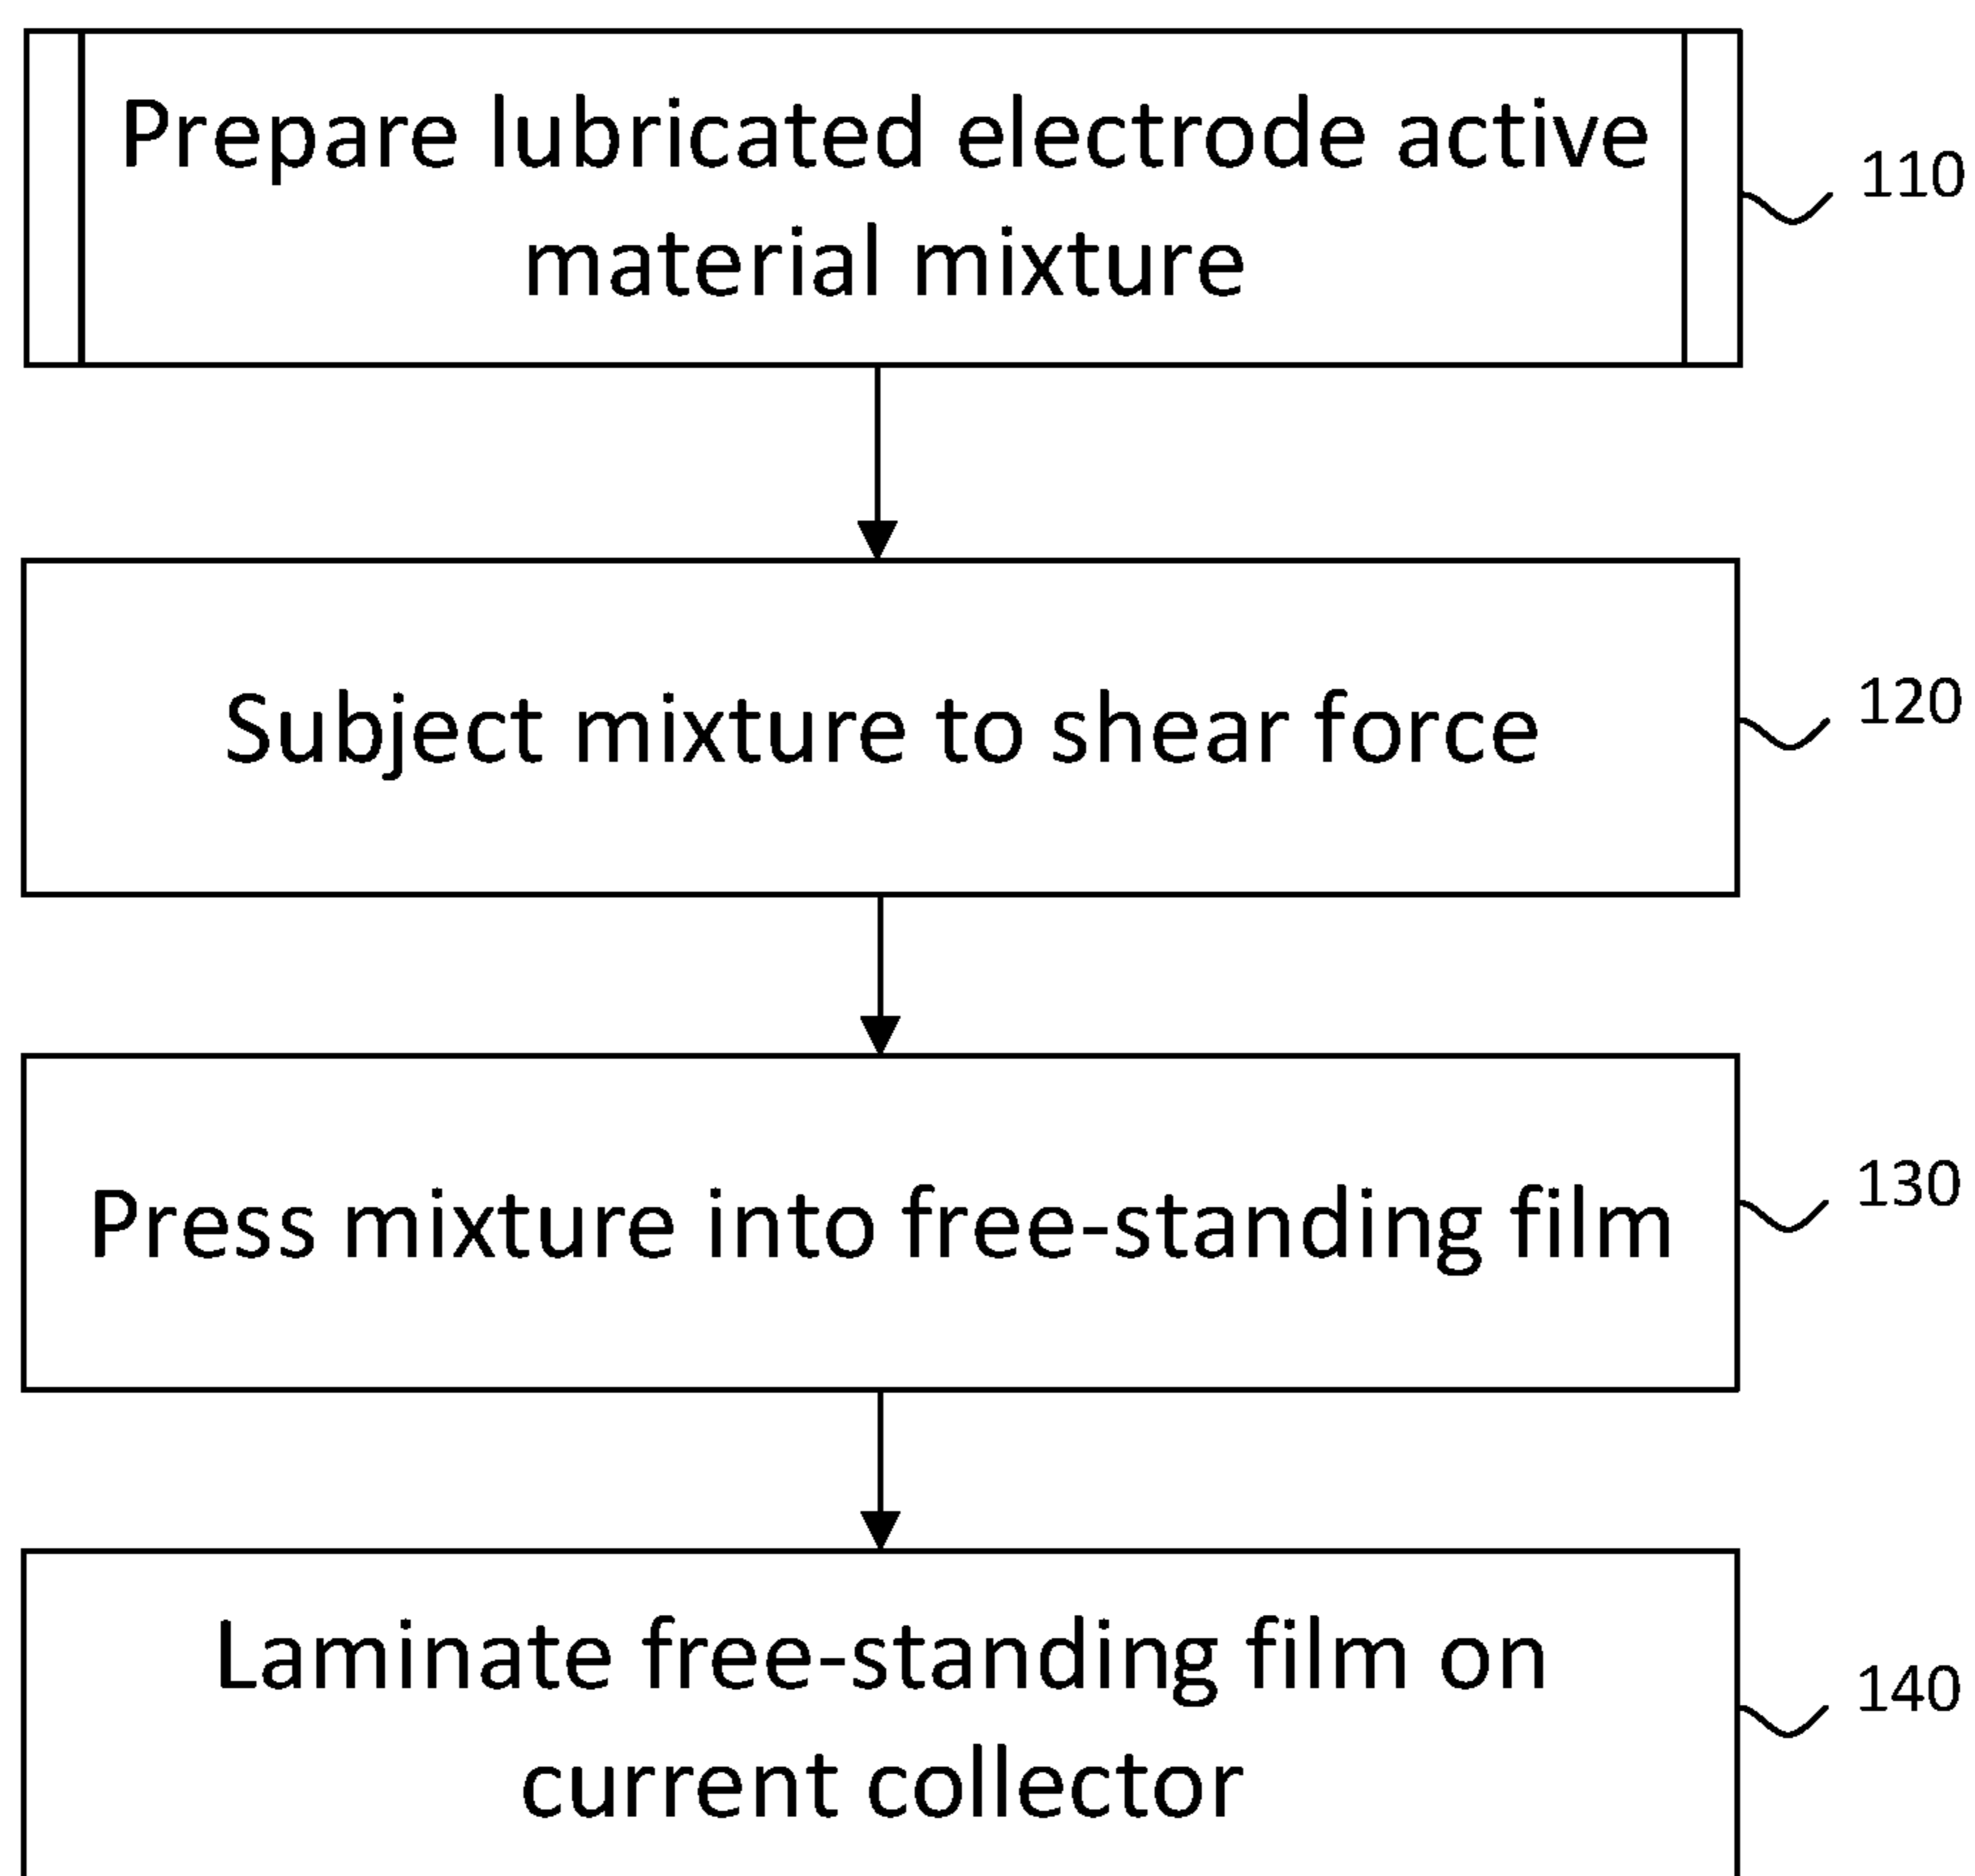 Prepare lubricated electrode active
material mixture
110
Subject mixture to shear force
120
Press mixture into free-standing film
130
Laminate free-standing film on
current collector
140